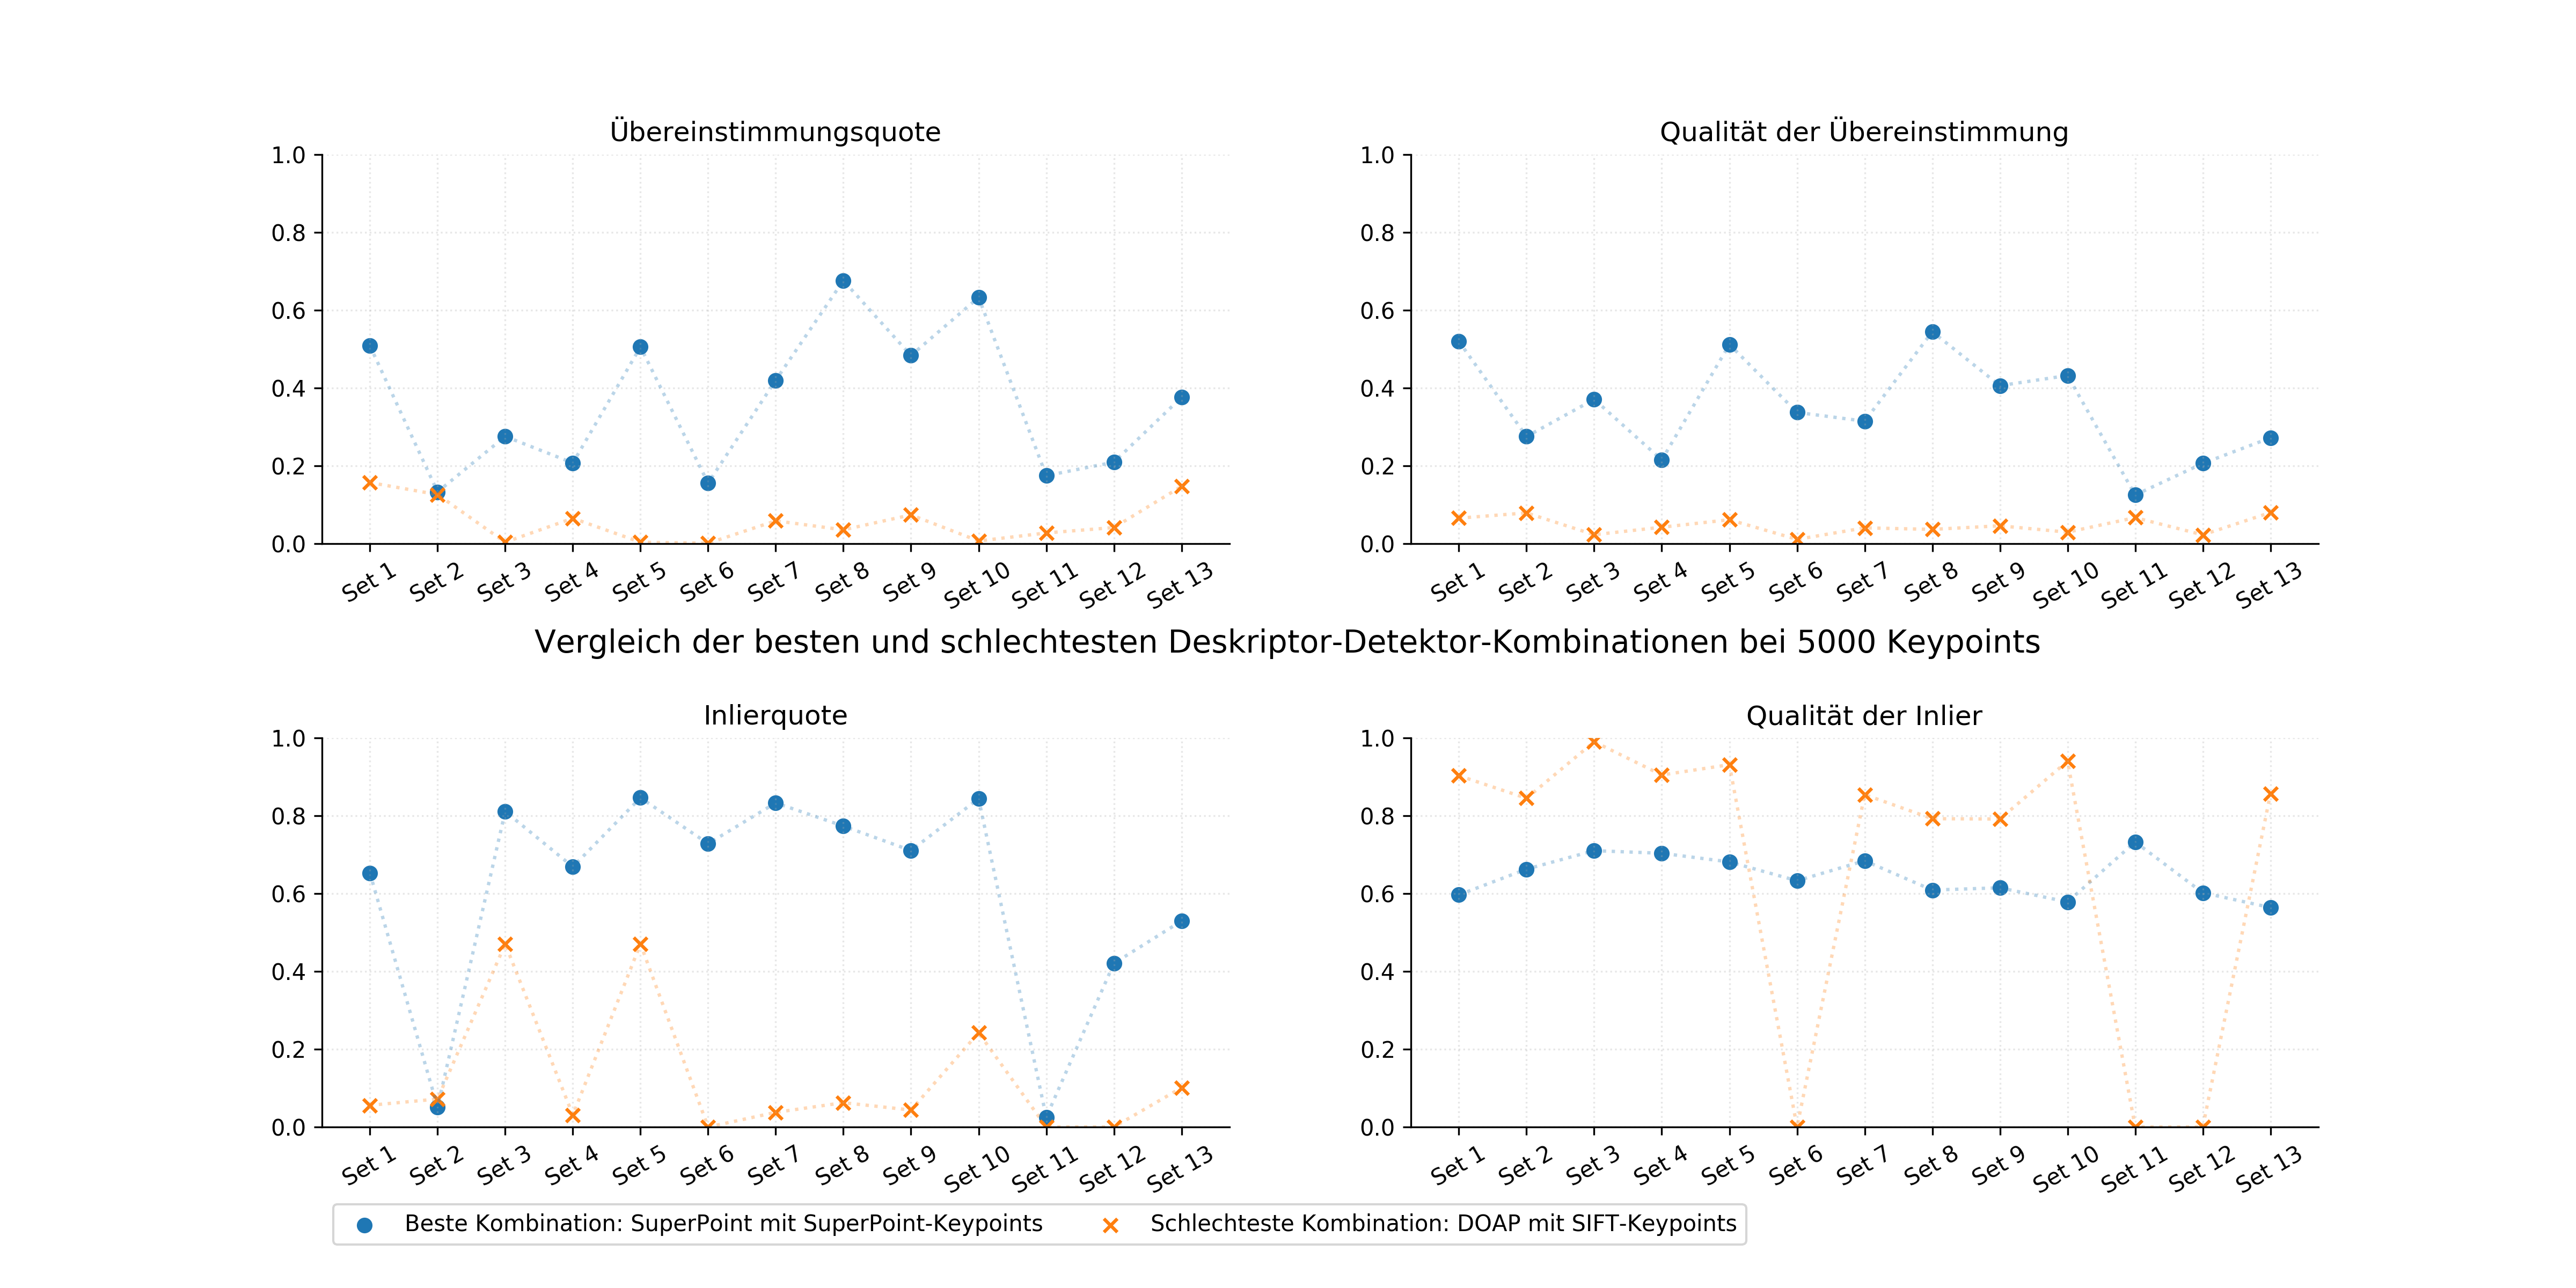 Übereinstimmungsquote
1.0
0.8
0.6
0.4
0.2
0.0
Set 1 Set 2 Set 3 Set 4 Set 5 Set 6 Set 7 Set 8 Set 9 Set 10 Set 11 Set 12 Set 13
Qualität der Übereinstimmung
1.0
0.8
0.6
0.4
0.2
0.0
Set 1 Set 2 Set 3 Set 4 Set 5 Set 6 Set 7 Set 8 Set 9 Set 10 Set 11 Set 12 Set 13
Vergleich der besten und schlechtesten Deskriptor-Detektor-Kombinationen bei 5000 Keypoints
Inlierquote
1.0
0.8
0.6
0.4
0.2
0.0
Set 1 Set 2 Set 3 Set 4 Set 5 Set 6 Set 7 Set 8 Set 9 Set 10 Set 11 Set 12 Set 13
Qualität der Inlier
1.0
0.8
0.6
0.4
0.2
0.0
Set 1 Set 2 Set 3 Set 4 Set 5 Set 6 Set 7 Set 8 Set 9 Set 10 Set 11 Set 12 Set 13
Beste Kombination: SuperPoint mit SuperPoint-Keypoints Schlechteste Kombination: DOAP mit SIFT-Keypoints